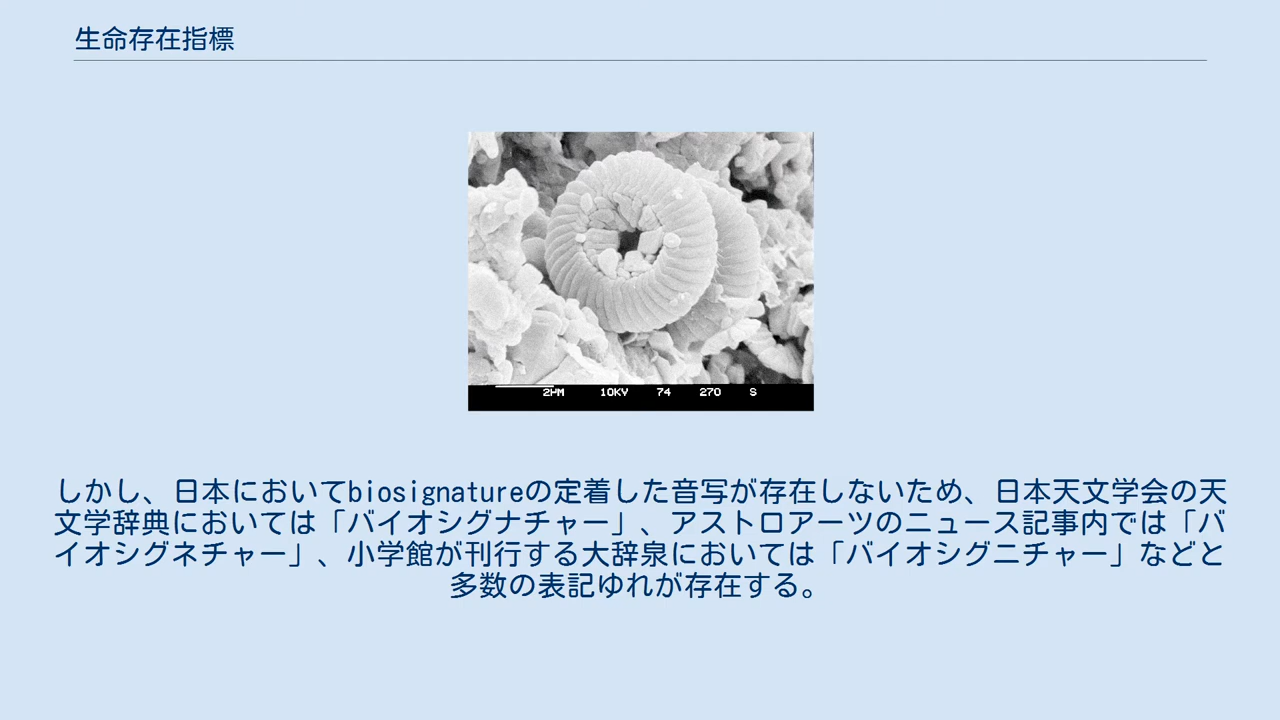 生命存在指標
2µM 10KV 74 270 S
しかし、日本においてbiosignatureの定着した音写が存在しないため、日本天文学会の天
文学辞典においては「バイオシグナチャー」、アストロアーツのニュース記事内では「バ
イオシグネチャー」、小学館が刊行する大辞泉においては「バイオシグニチャー」などと
多数の表記ゆれが存在する。